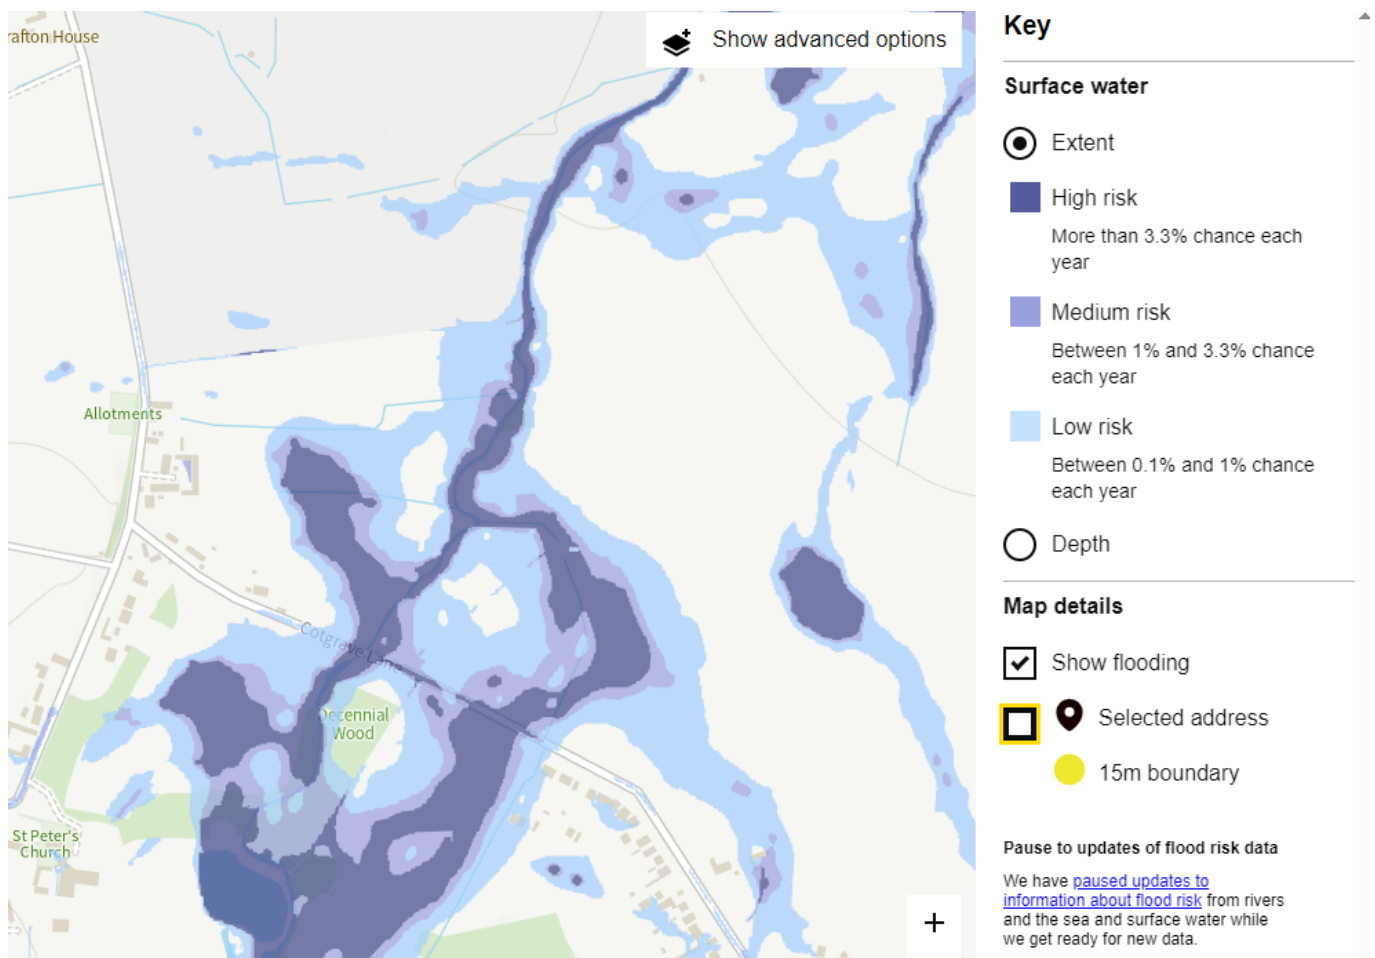 rafton House
Show advanced options
Allotments
Cotgrave Lane
Decennial
Wood
St Peter's
Church
+
Key
Surface water
Extent
High risk
More than 3.3% chance each
year
Medium risk
Between 1% and 3.3% chance
each year
Low risk
Between 0.1% and 1% chance
each year
Depth
Map details
Show flooding
Selected address
15m boundary
Pause to updates of flood risk data
We have paused updates to
information about flood risk from rivers
and the sea and surface water while
we get ready for new data.